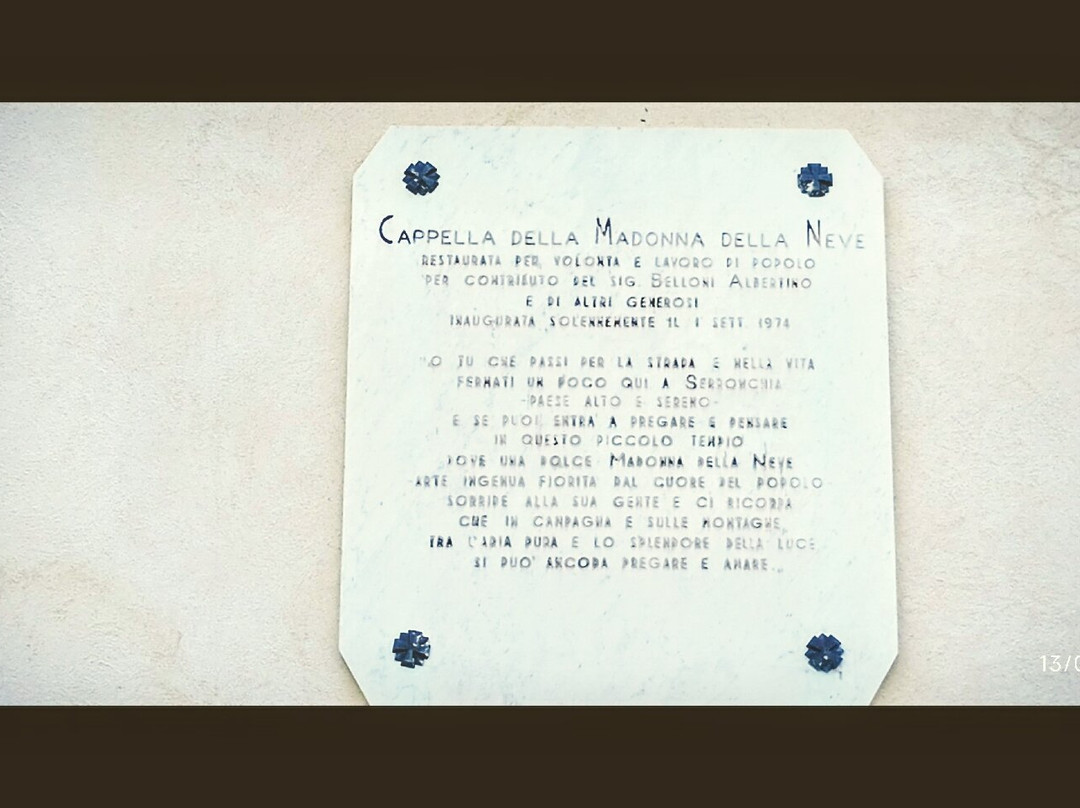 CAPPELLA DELLA MADONNA DELLA NEVE
RESTAURATA PER VOLONTA E LAVORO DI POPOLO
PER CONTRIBUTO DEL SIG. BELLONI ALBERTINO
E DI ALTRI GENEROSI
INAUGURATA SOLENNEMENTE IL 1 SETT. 1974
"O TU CHE PASSI PER LA STRADA E NELLA VITA
FERMATI UN POCO QUI A SERRONCHIA
-PAESE ALTO E SERENO-
E SE PUOI ENTRA A PREGARE E PENSARE
IN QUESTO PICCOLO TEMPIO
DOVE UNA DOLCE MADONNA DELLA NEVE
-ARTE INGENUA FIORITA DAL CUORE DEL POPOLO-
SORRIDE ALLA SUA GENTE E CI RICORDA
CHE IN CAMPAGNA E SULLE MONTAGNE,
TRA L'ARIA PURA E LO SPLENDORE DELLA LUCE
SI PUO' ANCORA PREGARE E AMARE...
13/0